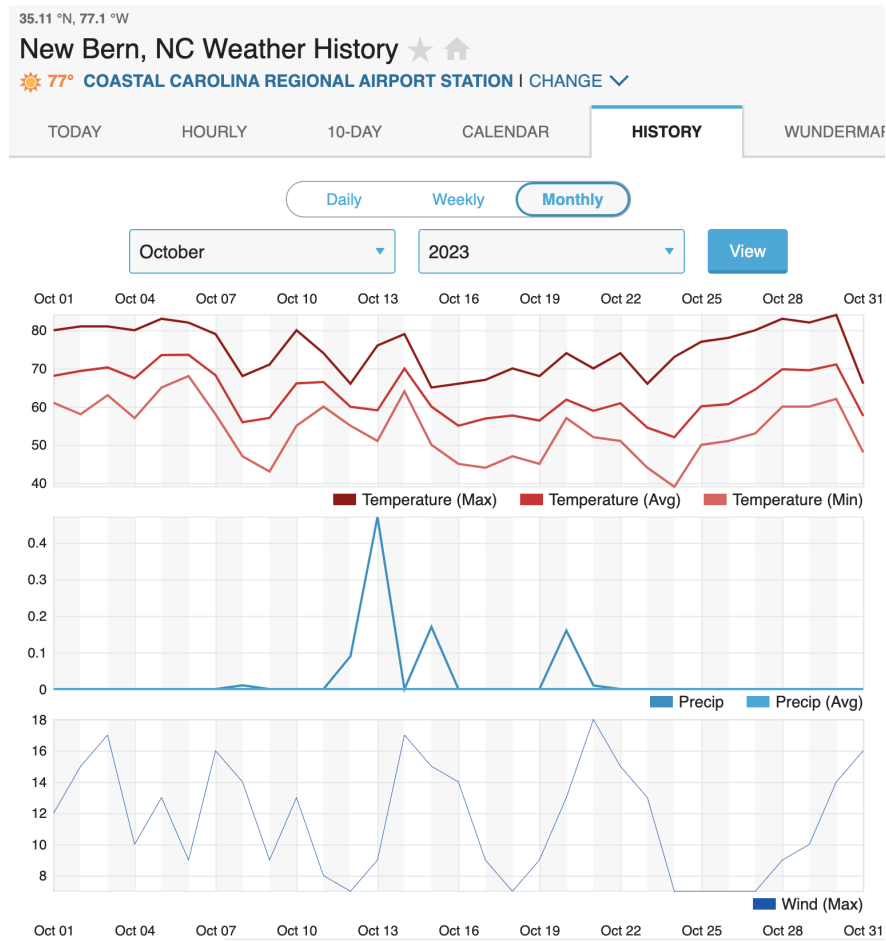 35.11 °N, 77.1 °W
New Bern, NC Weather History
77° COASTAL CAROLINA REGIONAL AIRPORT STATION | CHANGE
TODAY HOURLY 10-DAY CALENDAR HISTORY WUNDERMAP
Daily Weekly Monthly
October 2023 View
Oct 01 Oct 04 Oct 07 Oct 10 Oct 13 Oct 16 Oct 19 Oct 22 Oct 25 Oct 28 Oct 31
80
70
60
50
40
Temperature (Max) Temperature (Avg) Temperature (Min)
0.4
0.3
0.2
0.1
0
Precip Precip (Avg)
18
16
14
12
10
8
Wind (Max)
Oct 01 Oct 04 Oct 07 Oct 10 Oct 13 Oct 16 Oct 19 Oct 22 Oct 25 Oct 28 Oct 31